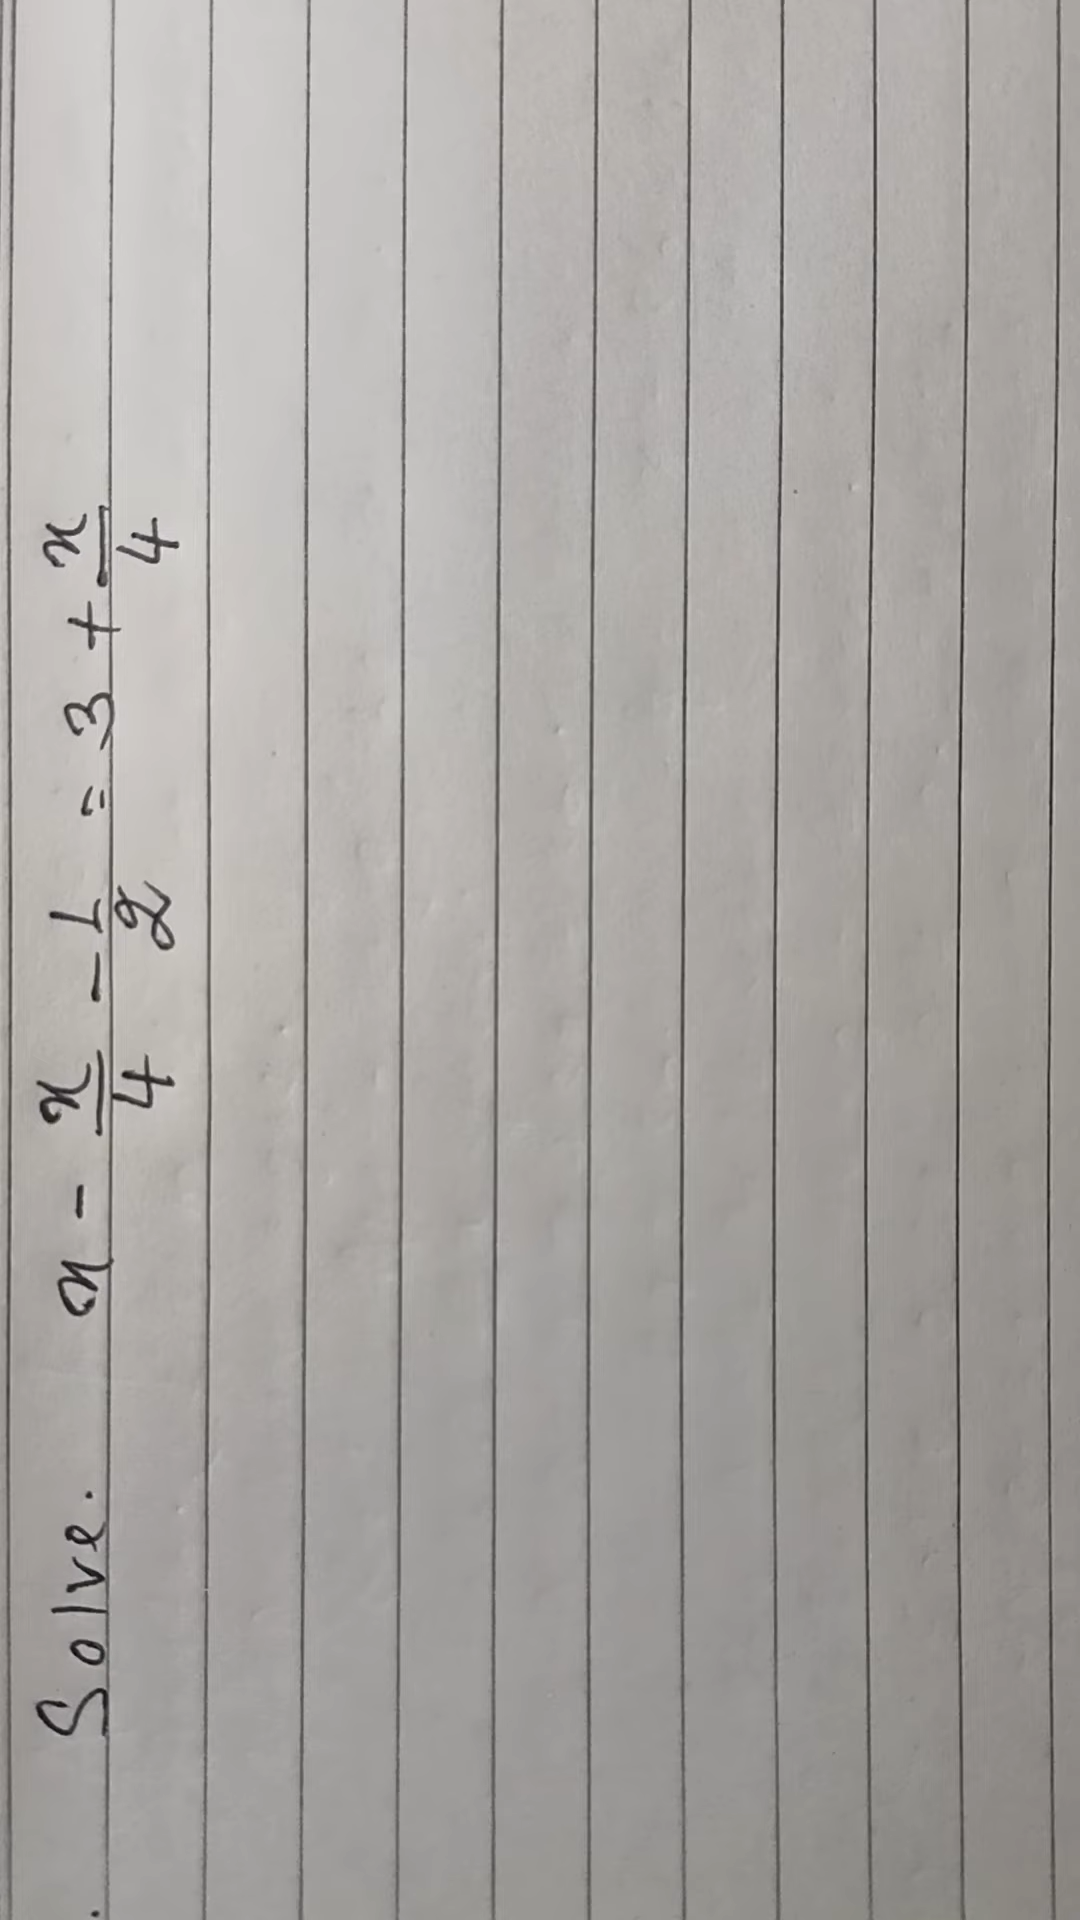 Solve. x - x/4 - 1/2 = 3 + x/4